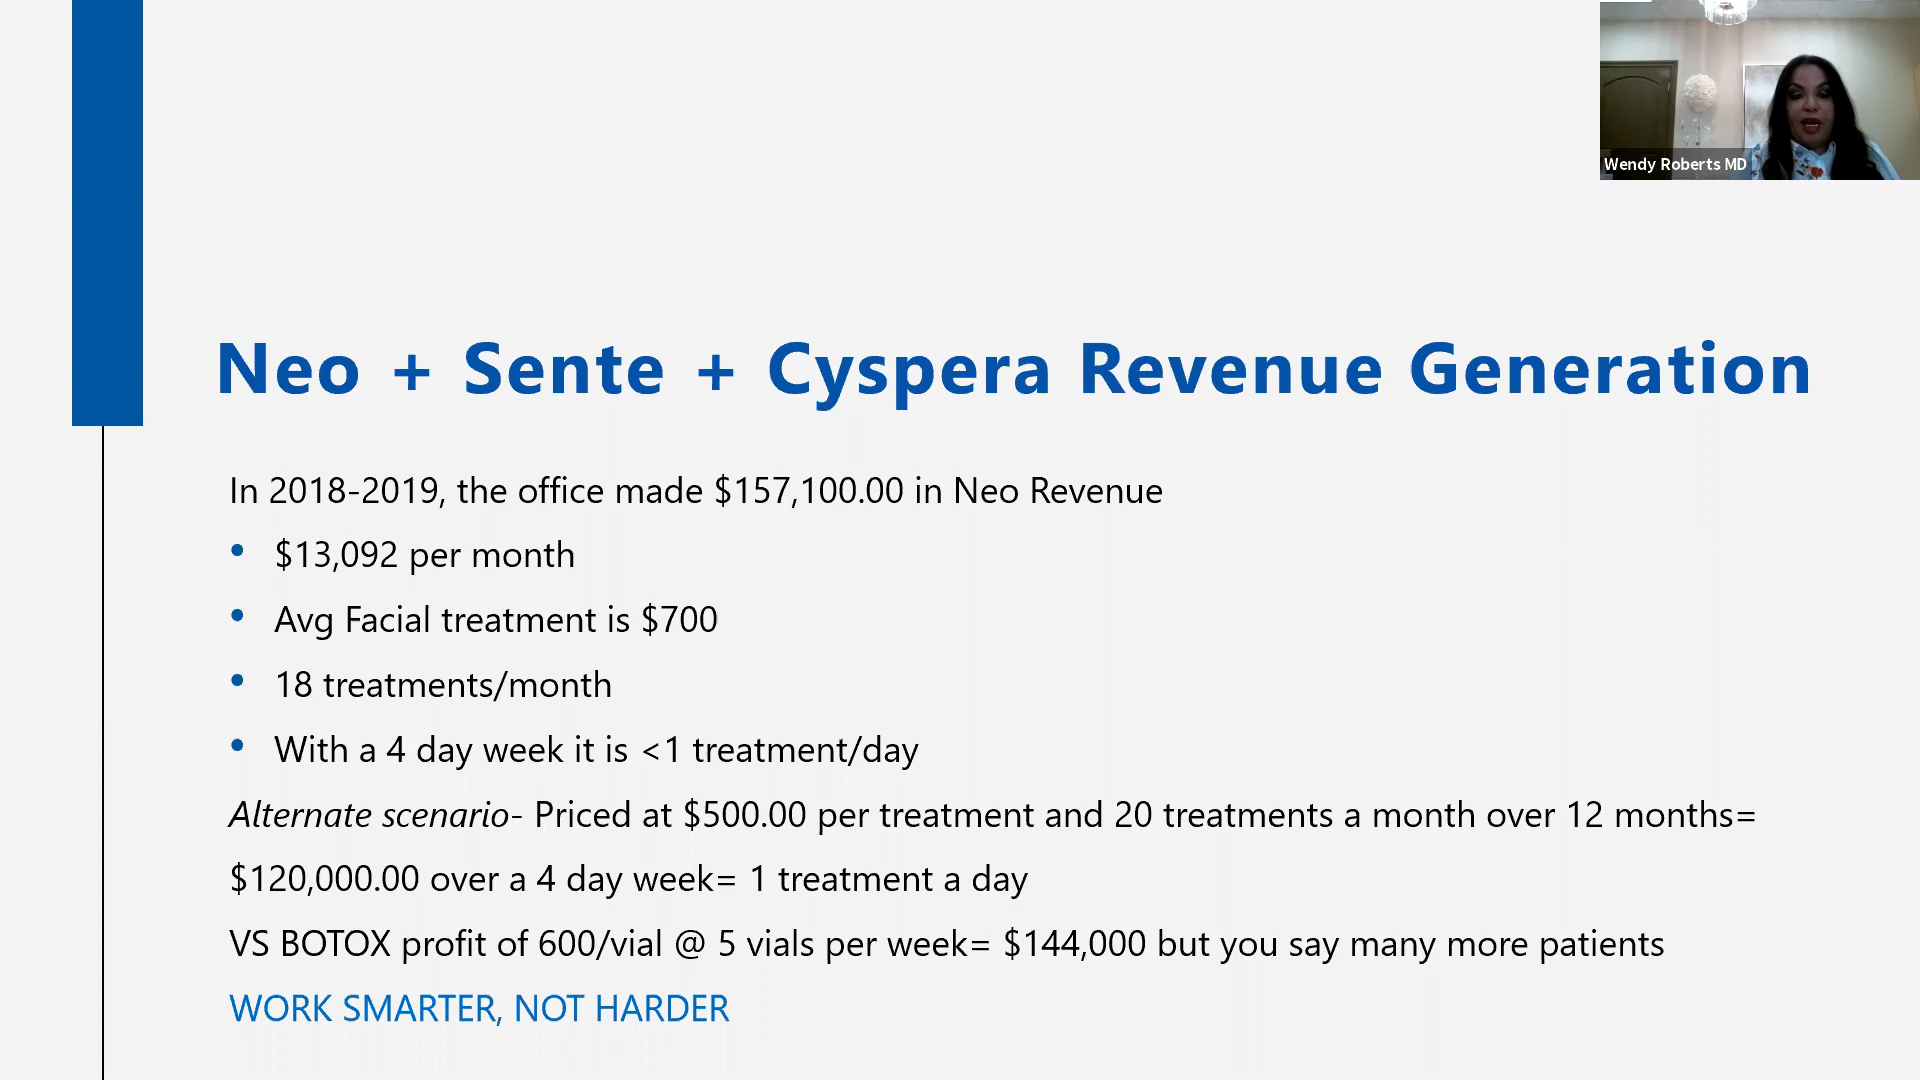 Wendy Roberts MD
Neo + Sente + Cyspera Revenue Generation
In 2018-2019, the office made $157,100.00 in Neo Revenue
• $13,092 per month
• Avg Facial treatment is $700
• 18 treatments/month
• With a 4 day week it is <1 treatment/day
Alternate scenario- Priced at $500.00 per treatment and 20 treatments a month over 12 months=
$120,000.00 over a 4 day week= 1 treatment a day
VS BOTOX profit of 600/vial @ 5 vials per week= $144,000 but you say many more patients
WORK SMARTER, NOT HARDER